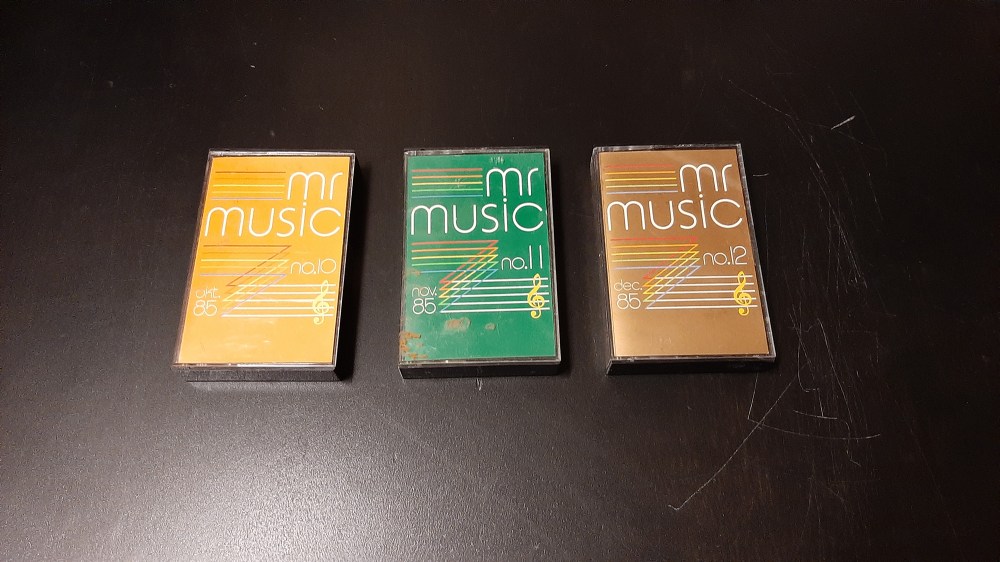 mr
music
no.10
okt.
85
mr
music
no.11
nov.
85
mr
music
no.12
dec.
85